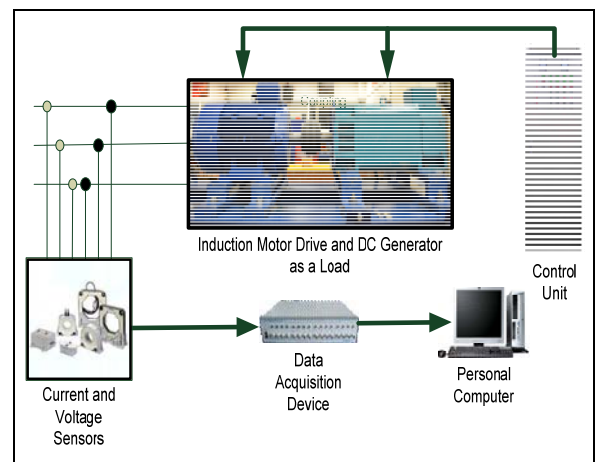 Coupling
Induction Motor Drive and DC Generator
as a Load
Control
Unit
Data
Acquisition
Device
Personal
Computer
Current and
Voltage
Sensors